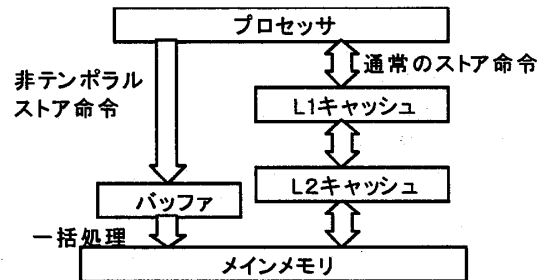 プロセッサ
非テンポラル
ストア命令
通常のストア命令
L1キャッシュ
L2キャッシュ
バッファ
一括処理
メインメモリ